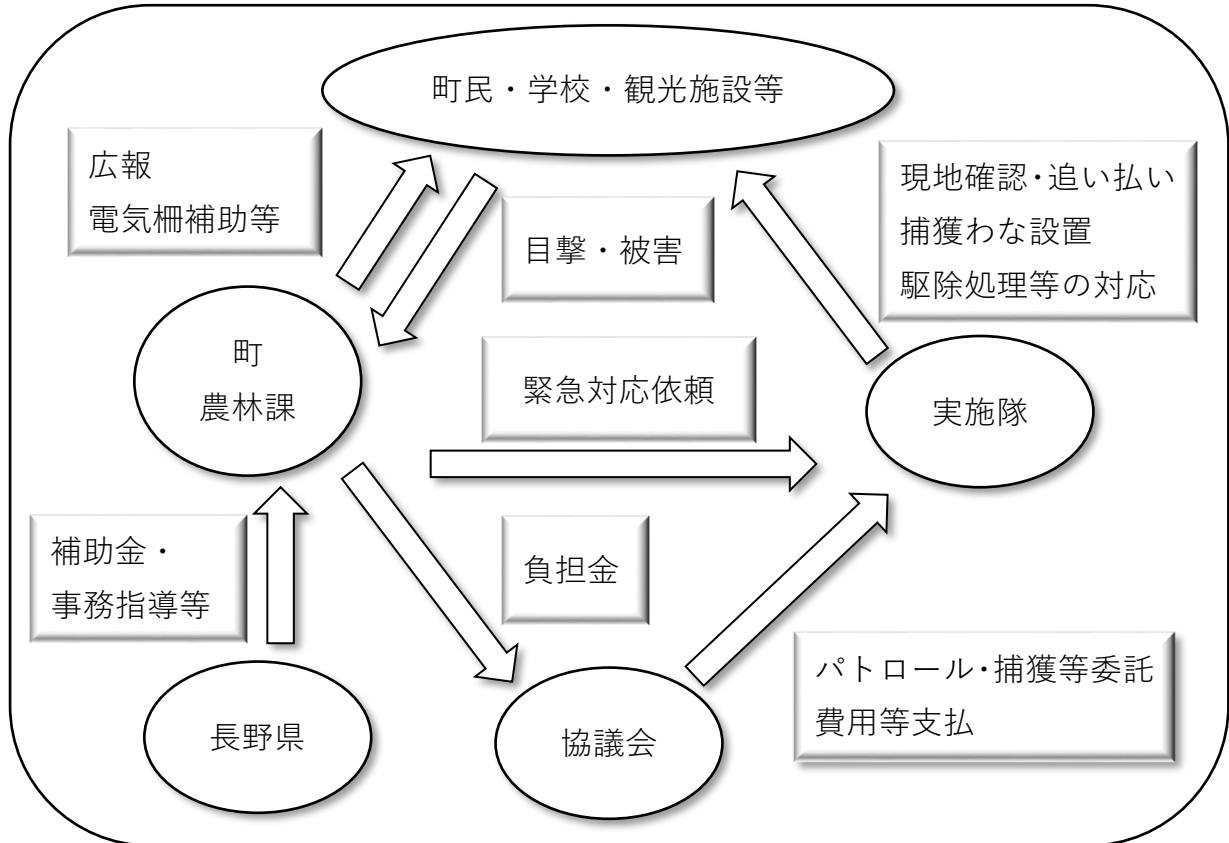 町民・学校・観光施設等
広報
電気柵補助等
現地確認・追い払い
捕獲わな設置
駆除処理等の対応
目撃・被害
町
農林課
緊急対応依頼
実施隊
補助金・
事務指導等
負担金
パトロール・捕獲等委託
費用等支払
長野県
協議会